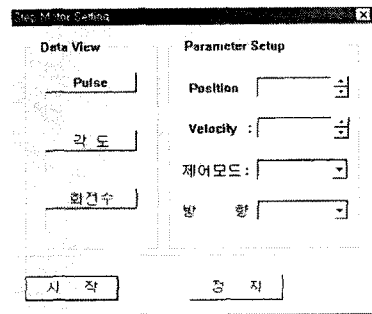 Step Motor Setting
Data View
Pulse
각 도
회전수
Parameter Setup
Position
Velocity :
제어모드 :
방 향
시 작
정 지